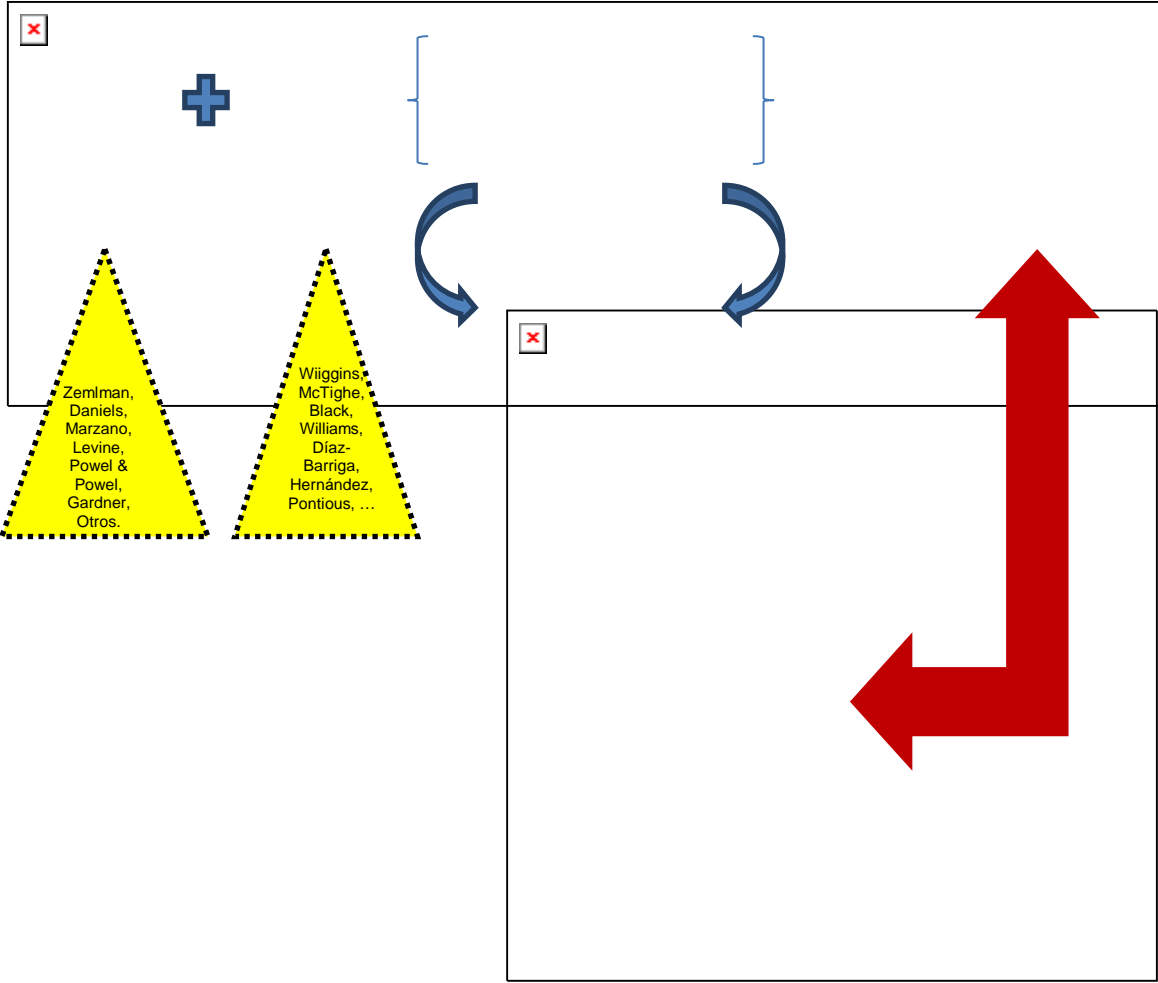 Zemlman,
Daniels,
Marzano,
Levine,
Powel &
Powel,
Gardner,
Otros.
Wiiggins,
McTighe,
Black,
Williams,
Díaz-
Barriga,
Hernández,
Pontious, …